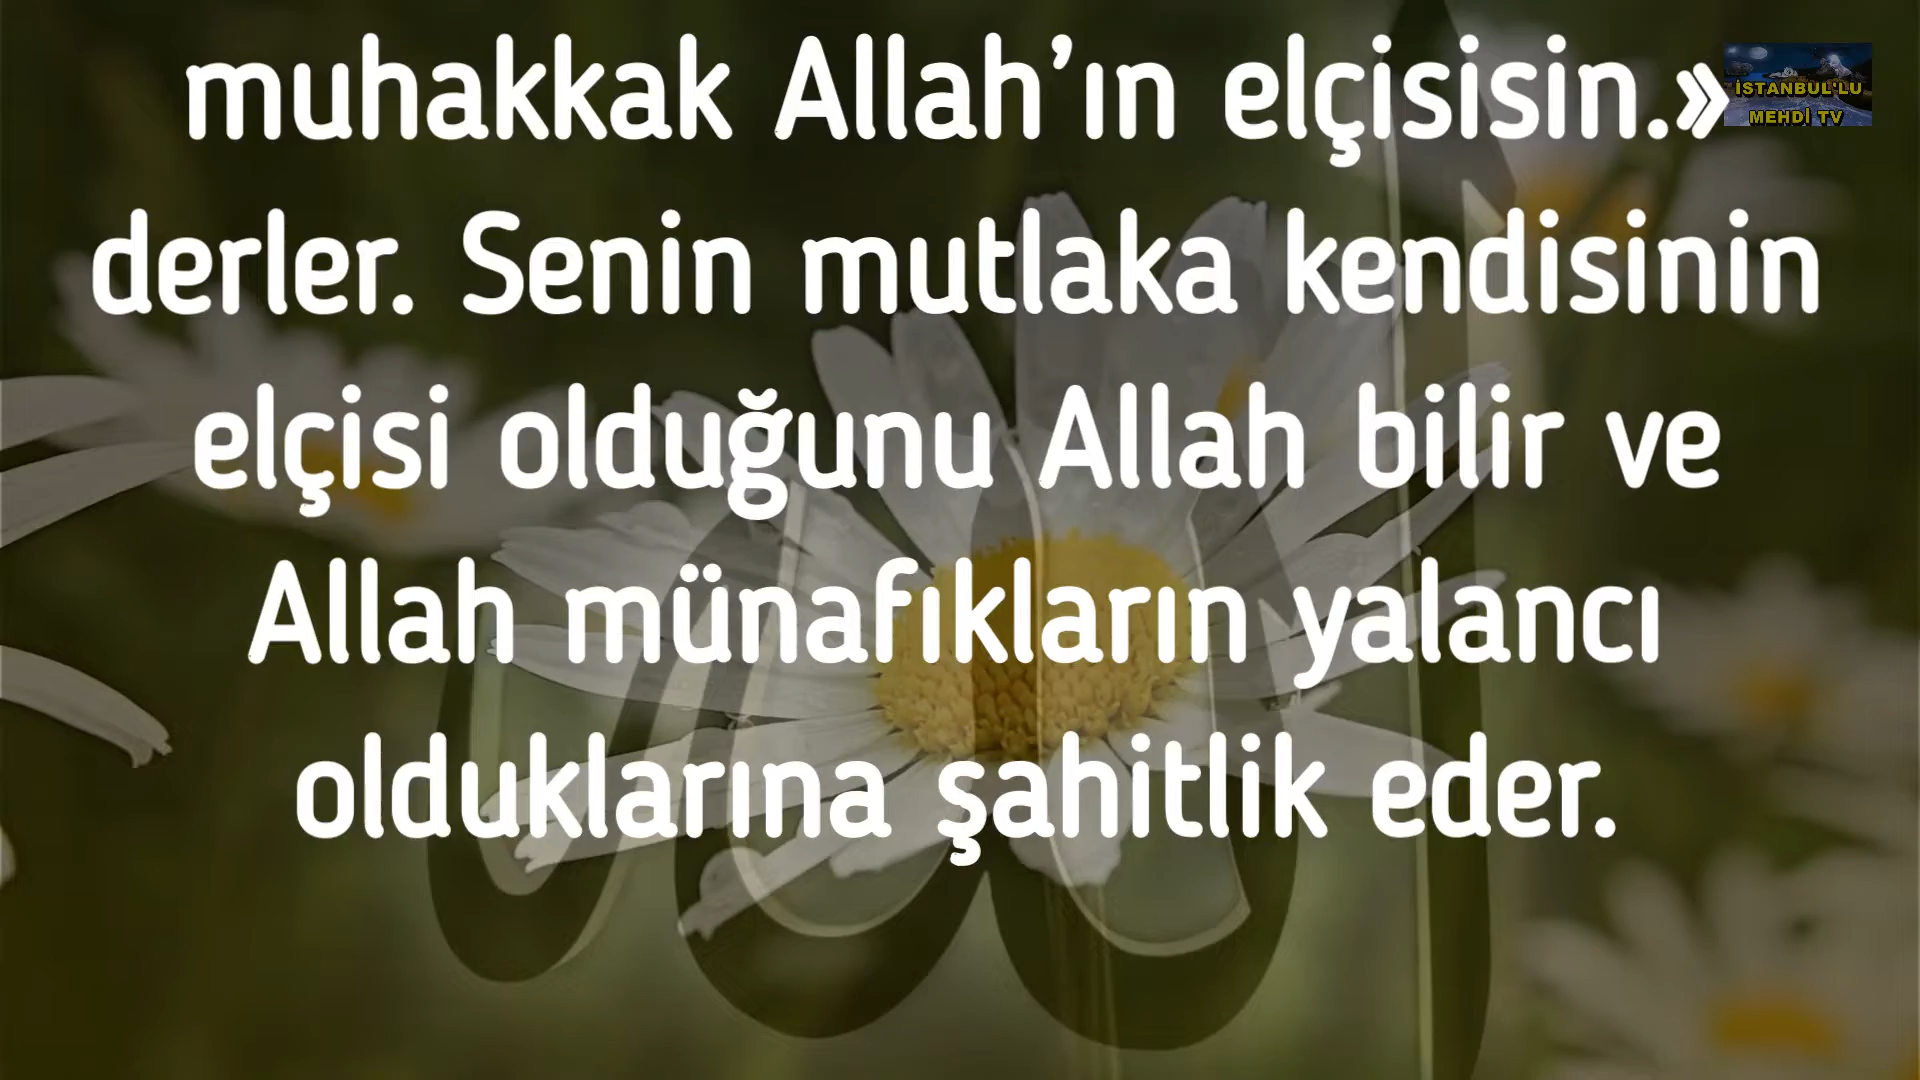 muhakkak Allah’ın elçisisin.»
derler. Senin mutlaka kendisinin
elçisi olduğunu Allah bilir ve
Allah münafıkların yalancı
olduklarına şahitlik eder.
İSTANBUL'LU
MEHDİ TV